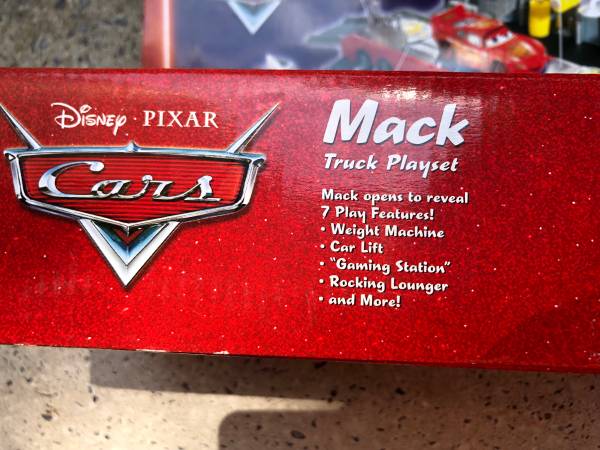 Disney · PIXAR
Cars
Mack
Truck Playset
Mack opens to reveal
7 Play Features!
• Weight Machine
• Car Lift
• "Gaming Station"
• Rocking Lounger
• and More!